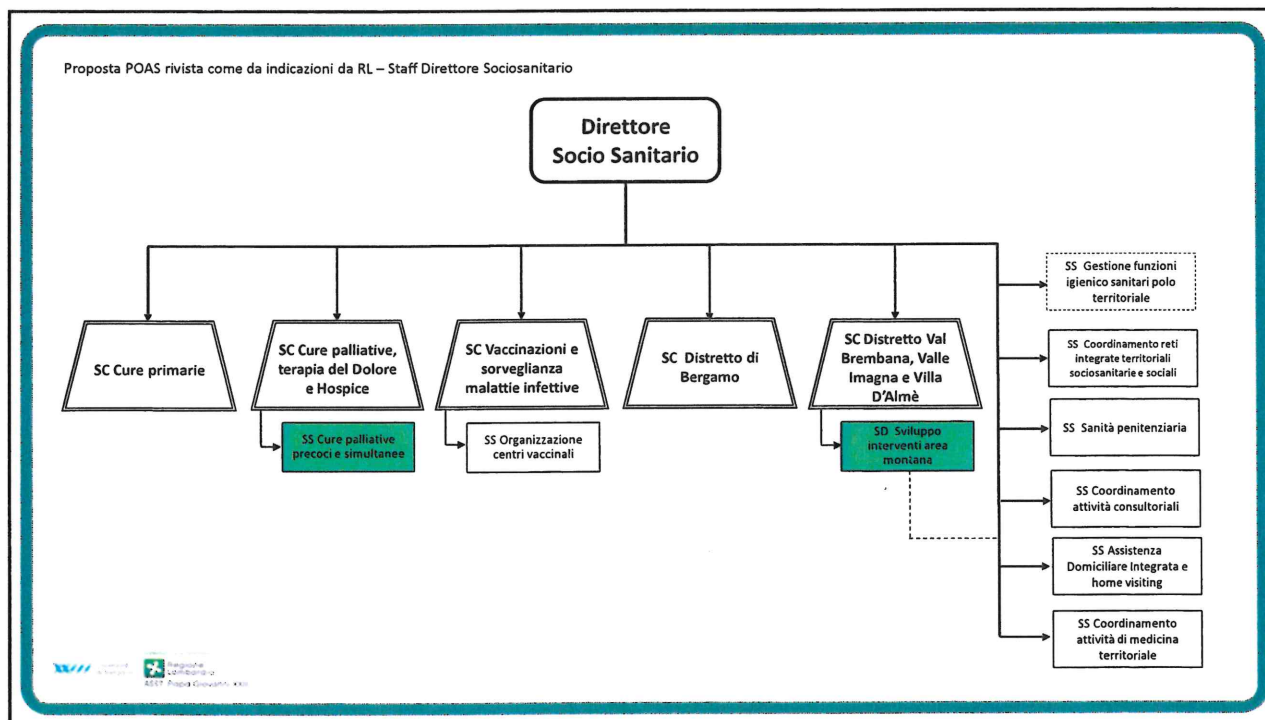 Proposta POAS rivista come da indicazioni da RL – Staff Direttore Sociosanitario
Direttore
Socio Sanitario
SC Cure primarie
SC Cure palliative,
terapia del Dolore
e Hospice
SC Vaccinazioni e
sorveglianza
malattie infettive
SC Distretto di
Bergamo
SC Distretto Val
Brembana, Valle
Imagna e Villa
D'Almè
SS Cure palliative
precoci e simultanee
SS Organizzazione
centri vaccinali
SD Sviluppo
interventi area
montana
SS Gestione funzioni
igienico sanitari polo
territoriale
SS Coordinamento reti
integrate territoriali
sociosanitarie e sociali
SS Sanità penitenziaria
SS Coordinamento
attività consultoriali
SS Assistenza
Domiciliare Integrata e
home visiting
SS Coordinamento
attività di medicina
territoriale
Regione
Lombardia
ASST Papa Giovanni XXIII